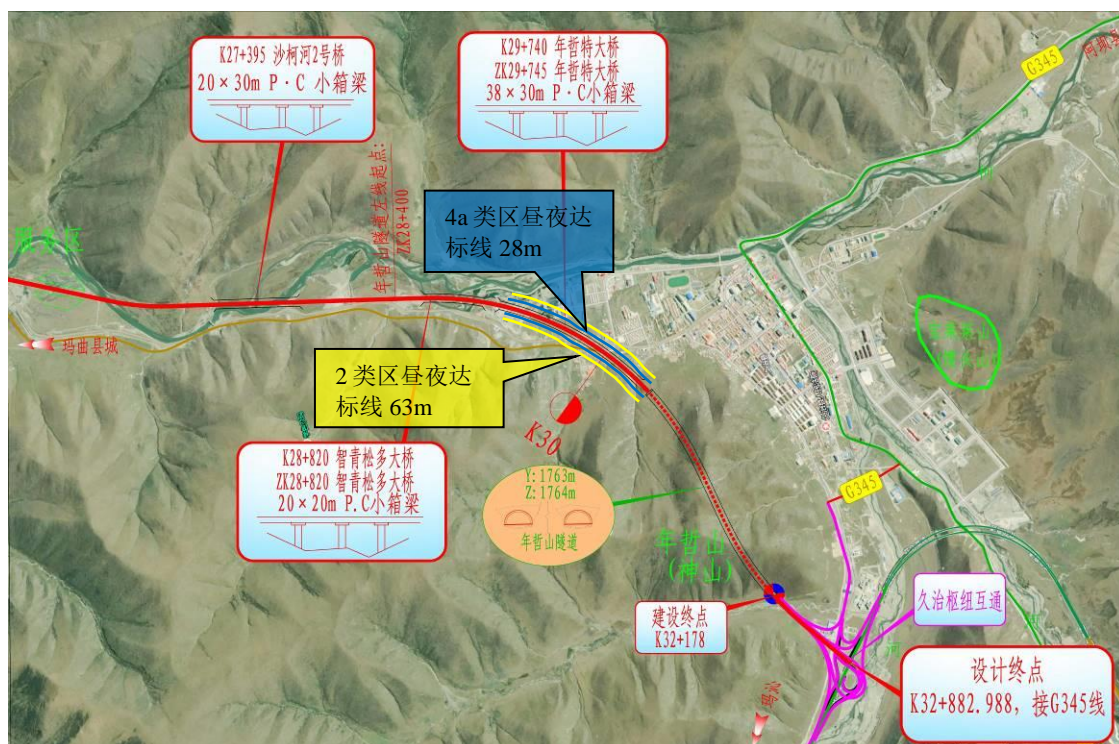 K27+395 沙柯河2号桥
20×30m P·C 小箱梁
K29+740 年哲特大桥
ZK29+745 年哲特大桥
38×30m P·C小箱梁
G345
年哲山隧道左线起点:
ZK28+400
4a 类区昼夜达
标线 28m
服务区
玛曲县城
2 类区昼夜达
标线 63m
K30
K28+820 智青松多大桥
ZK28+820 智青松多大桥
20×20m P.C小箱梁
Y: 1763m
Z: 1764m
年哲山隧道
G345
年哲山
(神山)
建设终点
K32+178
久治枢纽互通
设计终点
K32+882.988, 接G345线
玛沁